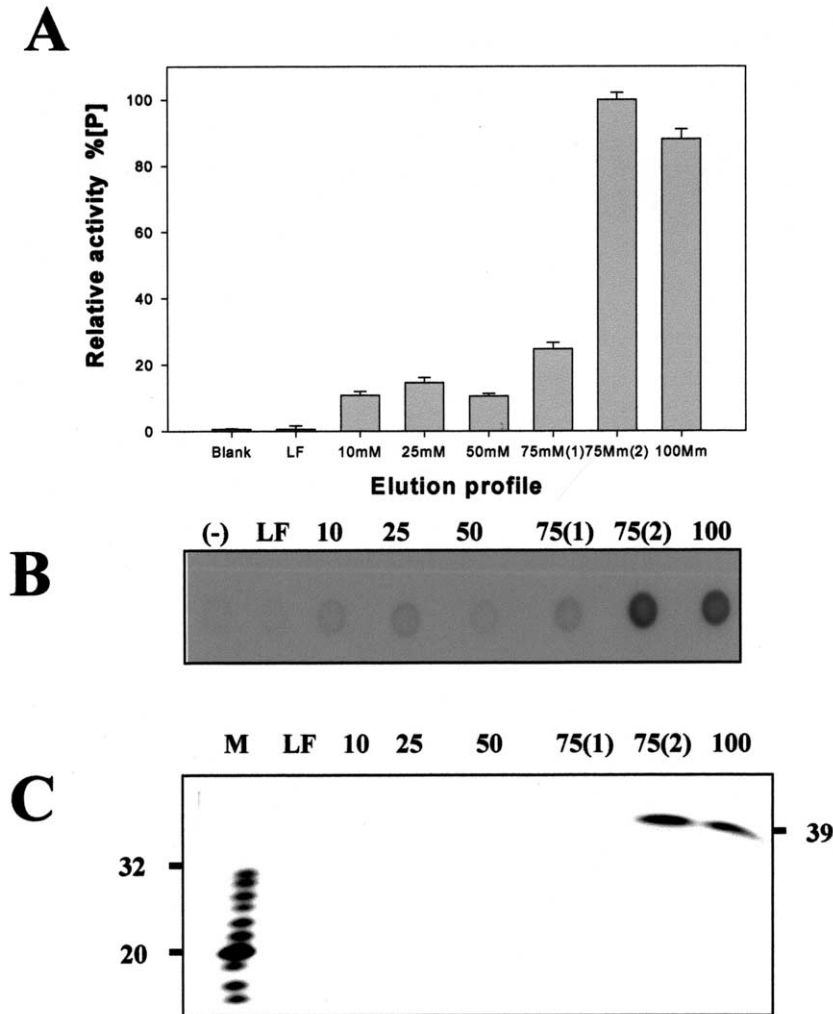 A
Relative activity %[P]
100
80
60
40
20
0
Blank LF 10mM 25mM 50mM 75mM(1) 75Mm(2) 100Mm
Elution profile
B
(-) LF 10 25 50 75(1) 75(2) 100
C
M LF 10 25 50 75(1) 75(2) 100
32
20
39